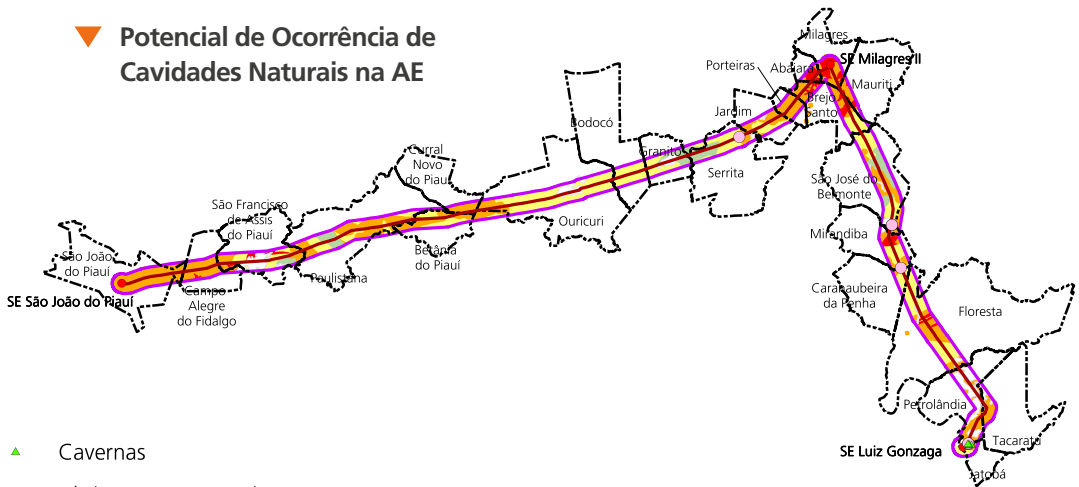 Potencial de Ocorrência de
Cavidades Naturais na AE
Milagres
SE Milagres II
Porteiras
Abaiara
Mauriti
Brejo
Santo
Jardim
Bodocó
Granito
Serrita
Curral
Novo
do Piauí
São José do
Belmonte
São Francisco
de Assis
do Piauí
Ouricuri
Mirandiba
Betânia
do Piauí
São João
do Piauí
Paulistana
SE São João do Piauí
Campo
Alegre
do Fidalgo
Carnaubeira
da Penha
Floresta
Petrolândia
Tacaratu
SE Luiz Gonzaga
Jatobá
Cavernas